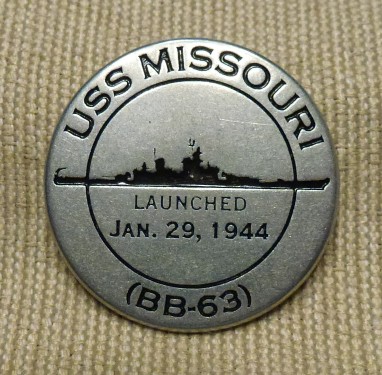 USS MISSOURI
LAUNCHED
JAN. 29, 1944
(BB-63)